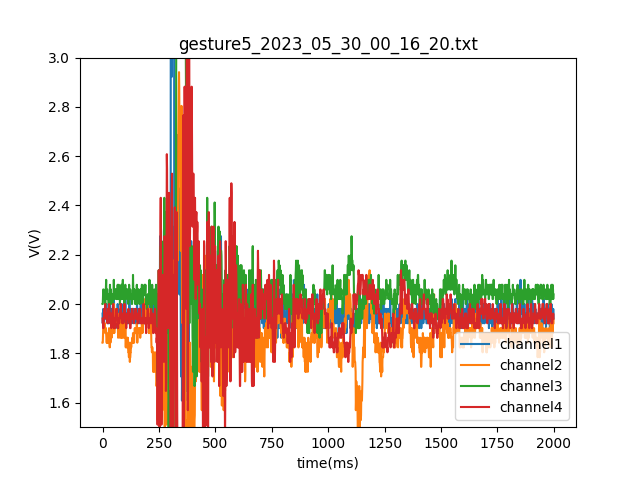 gesture5_2023_05_30_00_16_20.txt
V(V)
3.0
2.8
2.6
2.4
2.2
2.0
1.8
1.6
channel1
channel2
channel3
channel4
0 250 500 750 1000 1250 1500 1750 2000
time(ms)